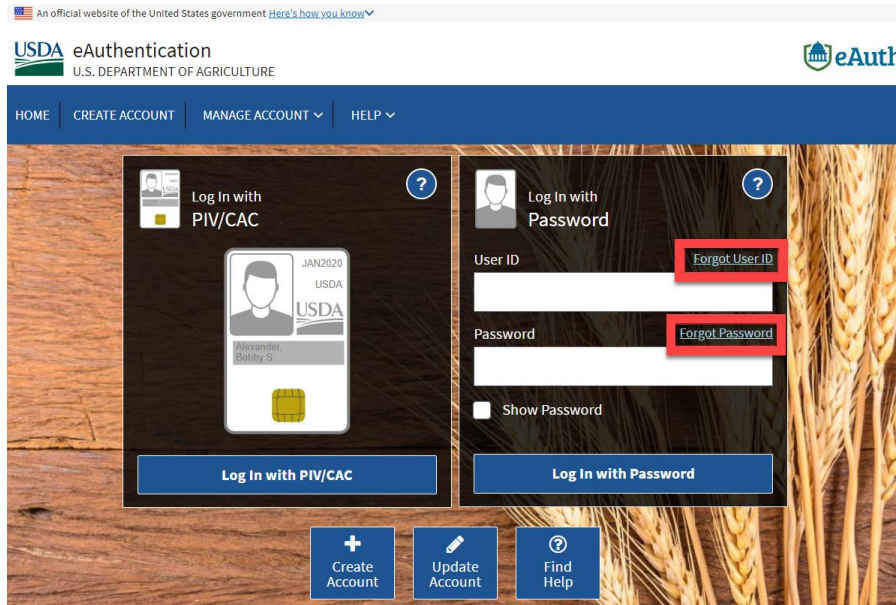 An official website of the United States government Here's how you know
USDA eAuthentication
U.S. DEPARTMENT OF AGRICULTURE
eAuth
HOME CREATE ACCOUNT MANAGE ACCOUNT HELP
Log In with
PIV/CAC
?
JAN2020
USDA
USDA
Alexander,
Bobby S.
Log In with PIV/CAC
Log In with
Password
?
User ID Forgot User ID
Password Forgot Password
Show Password
Log In with Password
Create
Account
Update
Account
?
Find
Help